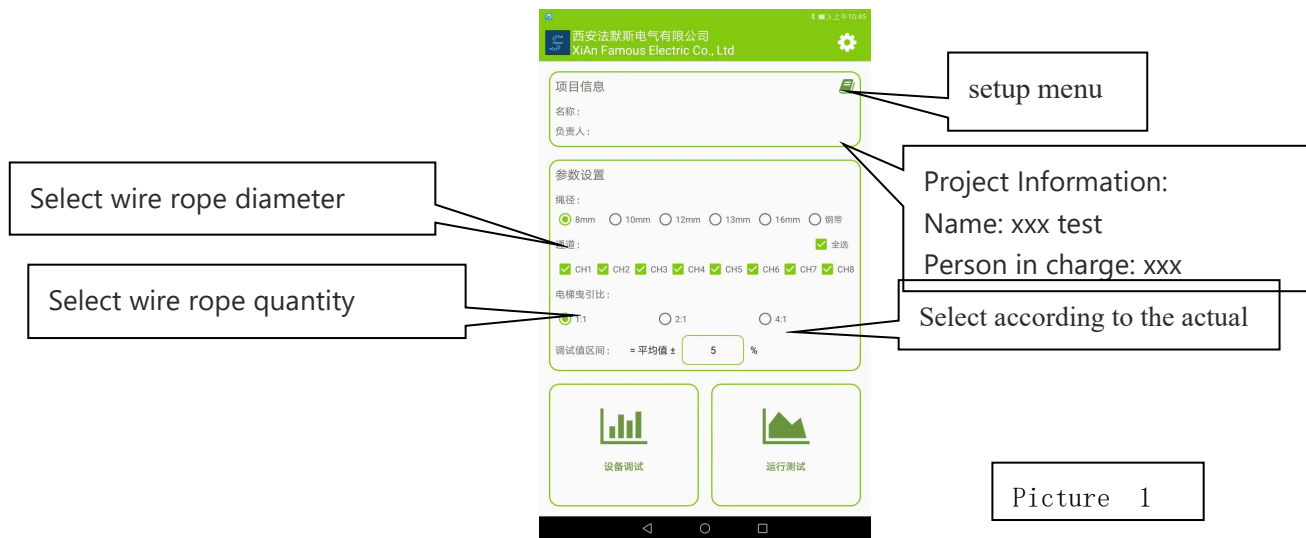 上午10:45
西安法默斯电气有限公司
XiAn Famous Electric Co., Ltd
项目信息
名称：
负责人：
setup menu
Project Information:
Name: xxx test
Person in charge: xxx
Select wire rope diameter
参数设置
绳径：
8mm 10mm 12mm 13mm 16mm 钢带
通道： 全选
CH1 CH2 CH3 CH4 CH5 CH6 CH7 CH8
Select wire rope quantity
电梯曳引比：
1:1 2:1 4:1
Select according to the actual
调试值区间： =平均值± 5 %
设备调试 运行测试
Picture 1